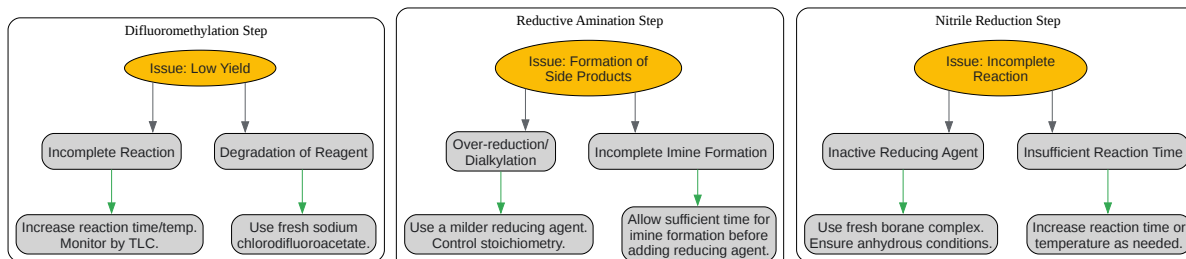 Difluoromethylation Step
Issue: Low Yield
Incomplete Reaction
Degradation of Reagent
Increase reaction time/temp.
Monitor by TLC.
Use fresh sodium
chlorodifluoroacetate.
Reductive Amination Step
Issue: Formation of
Side Products
Over-reduction/
Dialkylation
Incomplete Imine Formation
Use a milder reducing agent.
Control stoichiometry.
Allow sufficient time for
imine formation before
adding reducing agent.
Nitrile Reduction Step
Issue: Incomplete
Reaction
Inactive Reducing Agent
Insufficient Reaction Time
Use fresh borane complex.
Ensure anhydrous conditions.
Increase reaction time or
temperature as needed.